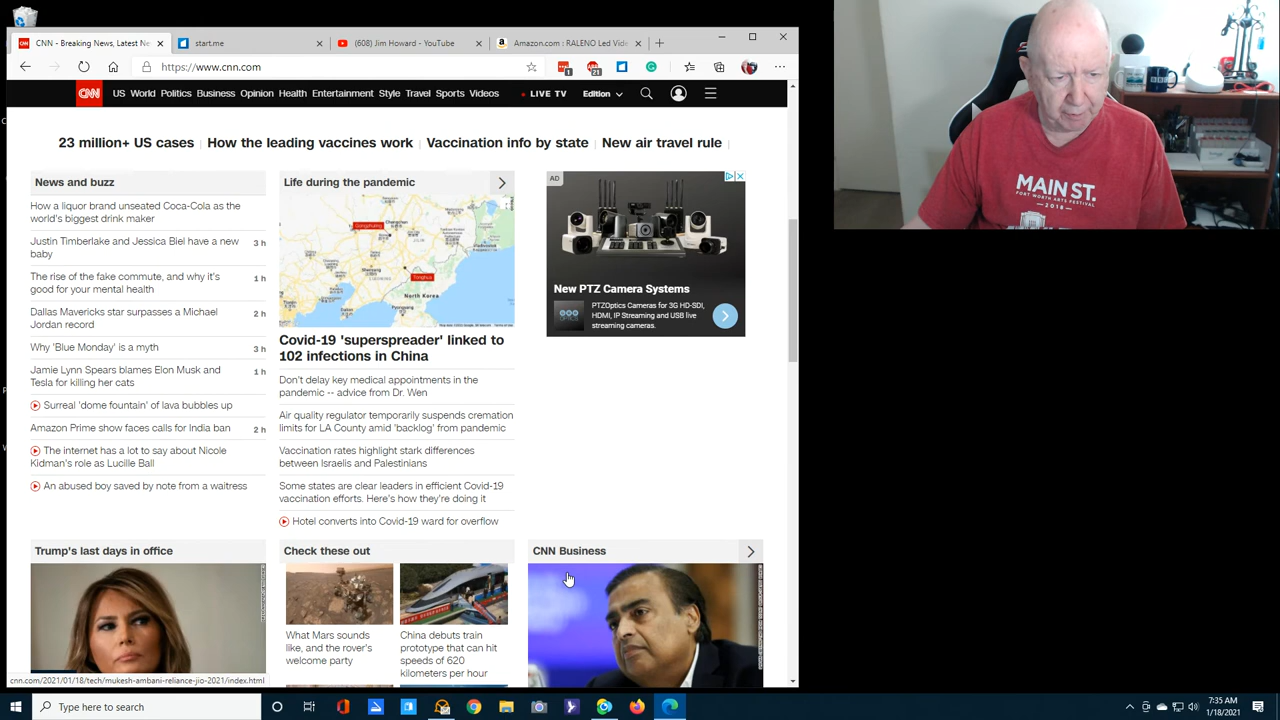 CNN - Breaking News, Latest Ne
start.me
(608) Jim Howard - YouTube
Amazon.com : RALENO Led Vid
https://www.cnn.com
1
21
CNN
US World Politics Business Opinion Health Entertainment Style Travel Sports Videos
LIVE TV
Edition
23 million+ US cases
How the leading vaccines work
Vaccination info by state
New air travel rule
News and buzz
How a liquor brand unseated Coca-Cola as the
world's biggest drink maker
Justin Timberlake and Jessica Biel have a new
baby
3 h
The rise of the fake commute, and why it's
good for your mental health
1 h
Dallas Mavericks star surpasses a Michael
Jordan record
2 h
Why 'Blue Monday' is a myth
3 h
Jamie Lynn Spears blames Elon Musk and
Tesla for killing her cats
1 h
Surreal 'dome fountain' of lava bubbles up
Amazon Prime show faces calls for India ban
2 h
The internet has a lot to say about Nicole
Kidman's role as Lucille Ball
An abused boy saved by note from a waitress
Life during the pandemic
North Korea
Covid-19 'superspreader' linked to
102 infections in China
Don't delay key medical appointments in the
pandemic -- advice from Dr. Wen
Air quality regulator temporarily suspends cremation
limits for LA County amid 'backlog' from pandemic
Vaccination rates highlight stark differences
between Israelis and Palestinians
Some states are clear leaders in efficient Covid-19
vaccination efforts. Here's how they're doing it
Hotel converts into Covid-19 ward for overflow
AD
New PTZ Camera Systems
PTZOptics Cameras for 3G HD-SDI,
HDMI, IP Streaming and USB live
streaming cameras.
Trump's last days in office
Check these out
What Mars sounds
like, and the rover's
welcome party
China debuts train
prototype that can hit
speeds of 620
kilometers per hour
CNN Business
cnn.com/2021/01/18/tech/mukesh-ambani-reliance-jio-2021/index.html
MAIN ST.
FORT WORTH ARTS FESTIVAL
2018
Type here to search
7:35 AM
1/18/2021